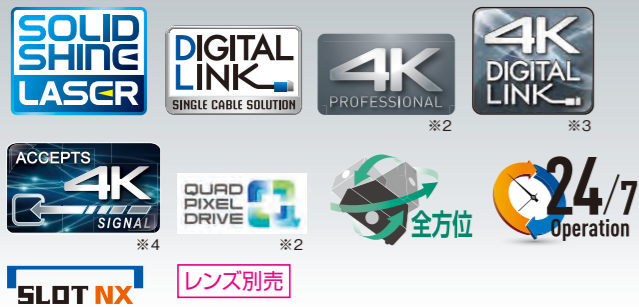 SOLID
SHINE
LASER
DIGITAL
LINK
SINGLE CABLE SOLUTION
4K
PROFESSIONAL
※2
4K
DIGITAL
LINK
※3
ACCEPTS
4K
SIGNAL
※4
QUAD
PIXEL
DRIVE
※2
全方位
24/7
Operation
SLOT NX
レンズ別売